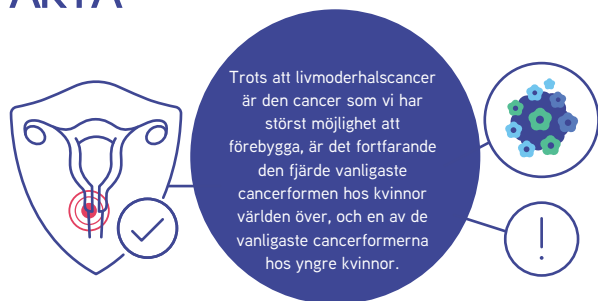 Trots att livmoderhalscancer
är den cancer som vi har
störst möjlighet att
förebygga, är det fortfarande
den fjärde vanligaste
cancerformen hos kvinnor
världen över, och en av de
vanligaste cancerformerna
hos yngre kvinnor.